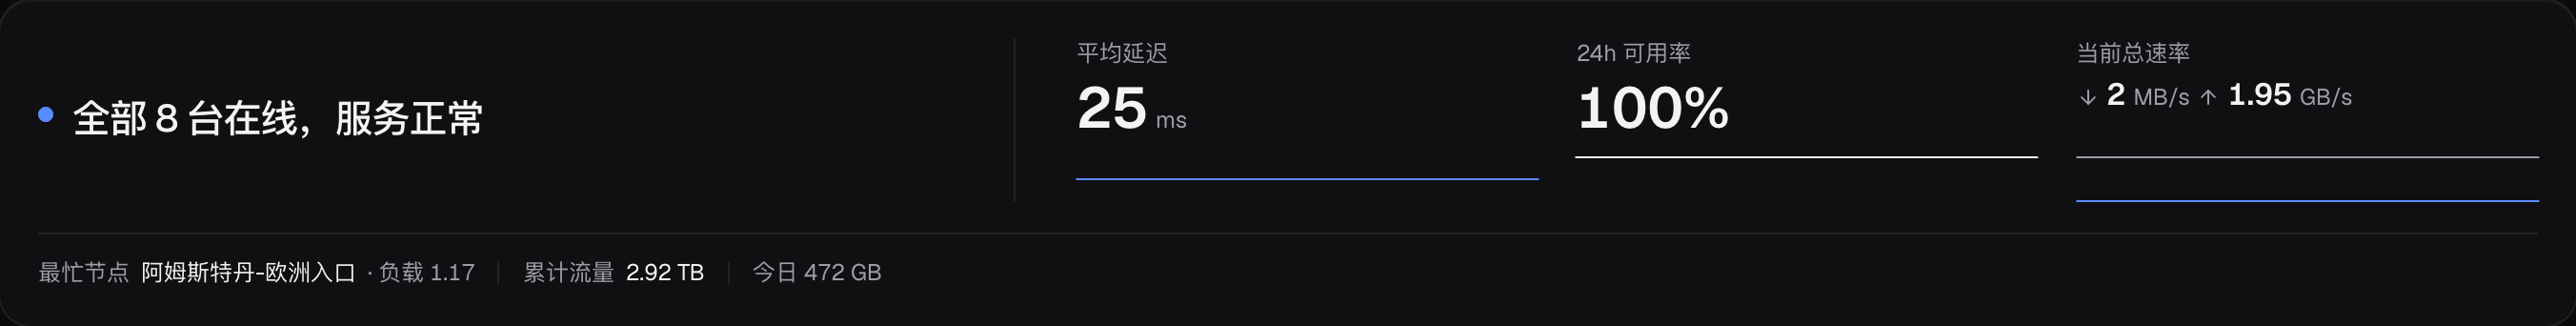 全部 8 台在线，服务正常
平均延迟
25 ms
24h 可用率
100%
当前总速率
↓ 2 MB/s ↑ 1.95 GB/s
最忙节点 阿姆斯特丹-欧洲入口 · 负载 1.17 | 累计流量 2.92 TB | 今日 472 GB